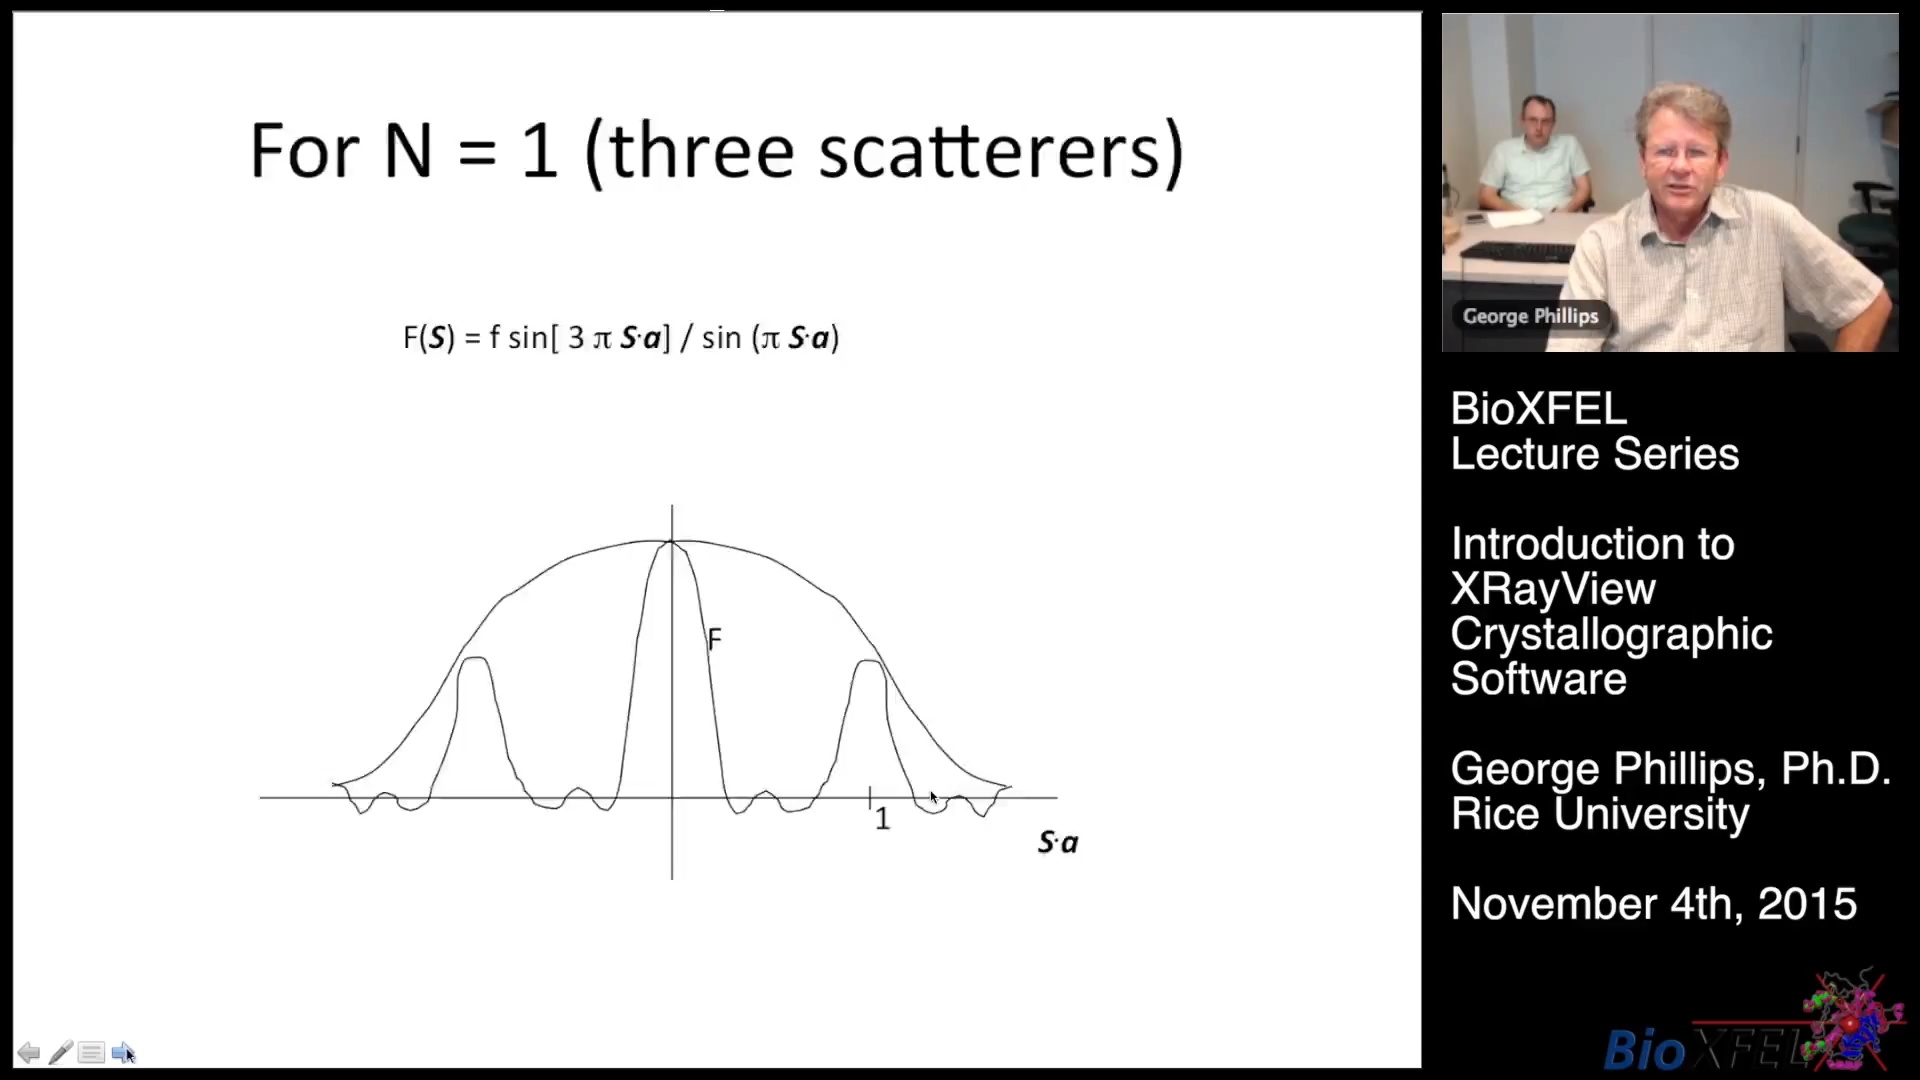 For N = 1 (three scatterers)
F(S) = f sin[ 3 π S·a] / sin (π S·a)
F
1
S·a
George Phillips
BioXFEL
Lecture Series
Introduction to
XRayView
Crystallographic
Software
George Phillips, Ph.D.
Rice University
November 4th, 2015
BioXFEL